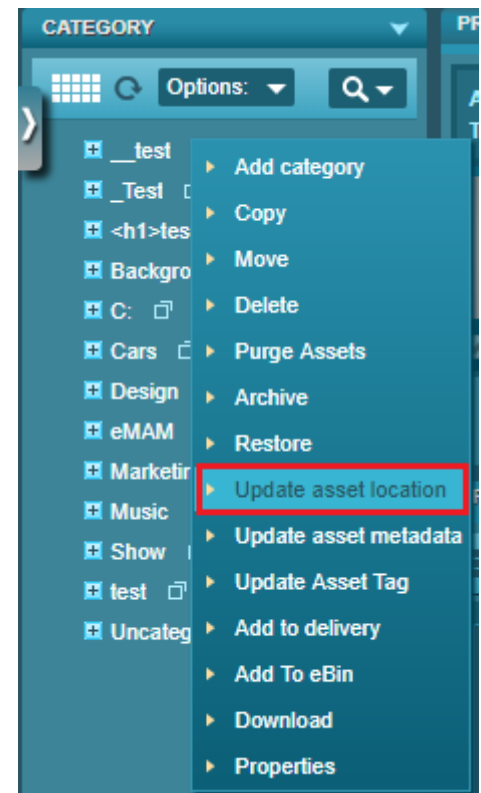 CATEGORY
Options:
__test
_Test
<h1>tes
Backgro
C:
Cars
Design
eMAM
Marketin
Music
Show
test
Uncateg
Add category
Copy
Move
Delete
Purge Assets
Archive
Restore
Update asset location
Update asset metadata
Update Asset Tag
Add to delivery
Add To eBin
Download
Properties